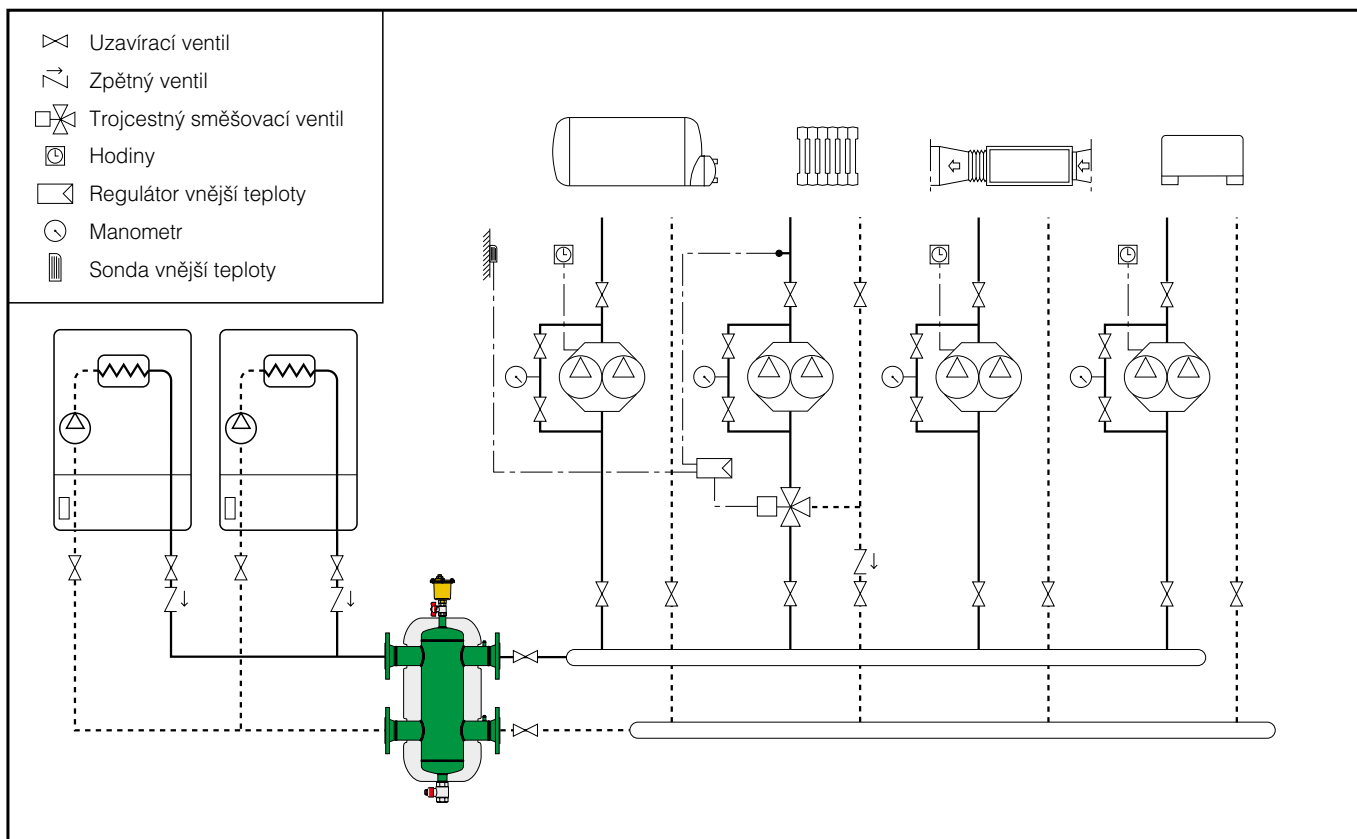 Uzavírací ventil
Zpětný ventil
Trojcestný směšovací ventil
Hodiny
Regulátor vnější teploty
Manometr
Sonda vnější teploty